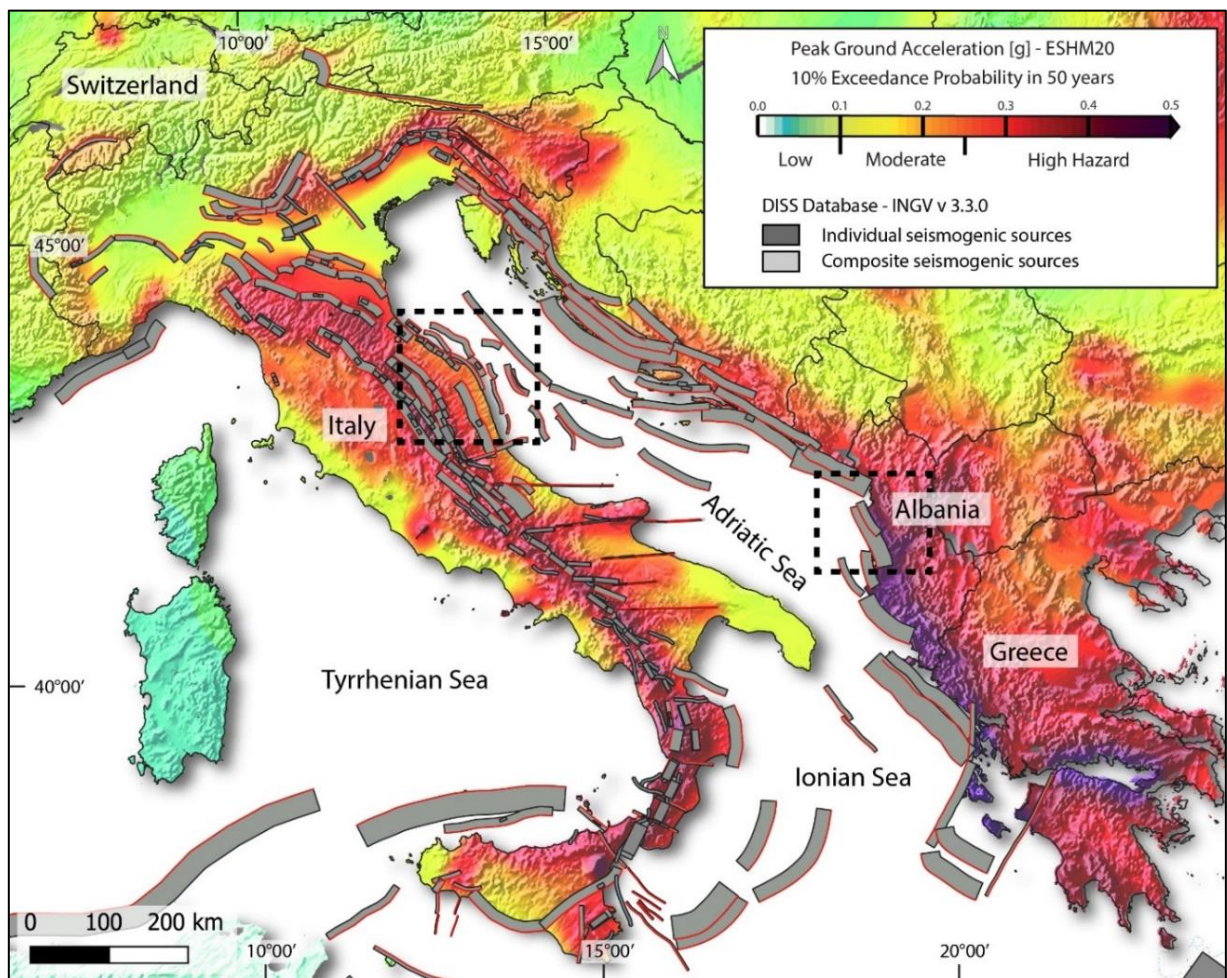 10°00’
15°00’
N
Switzerland
Peak Ground Acceleration [g] - ESHM20
10% Exceedance Probability in 50 years
0.0 0.1 0.2 0.3 0.4 0.5
Low Moderate High Hazard
DISS Database - INGV v 3.3.0
Individual seismogenic sources
Composite seismogenic sources
45°00’
Italy
Albania
Adriatic Sea
Greece
40°00’
Tyrrhenian Sea
Ionian Sea
0 100 200 km
10°00’
15°00’
20°00’